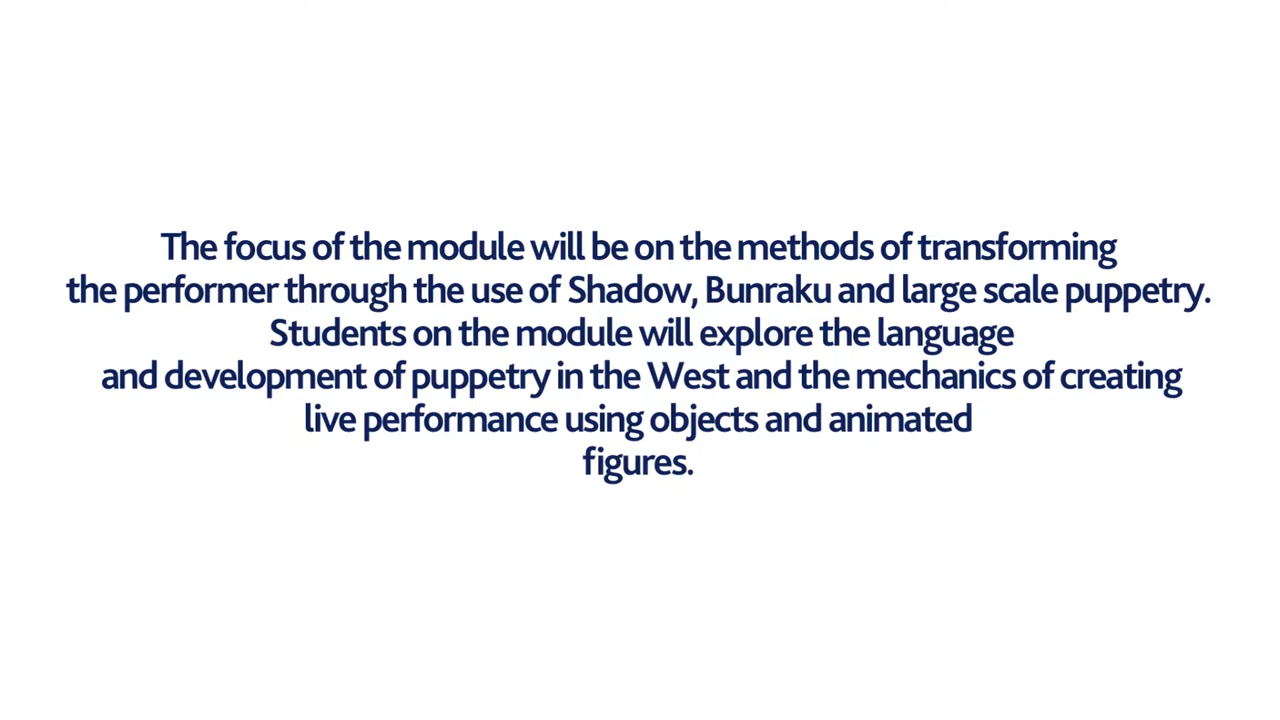 The focus of the module will be on the methods of transforming
the performer through the use of Shadow, Bunraku and large scale puppetry.
Students on the module will explore the language
and development of puppetry in the West and the mechanics of creating
live performance using objects and animated
figures.